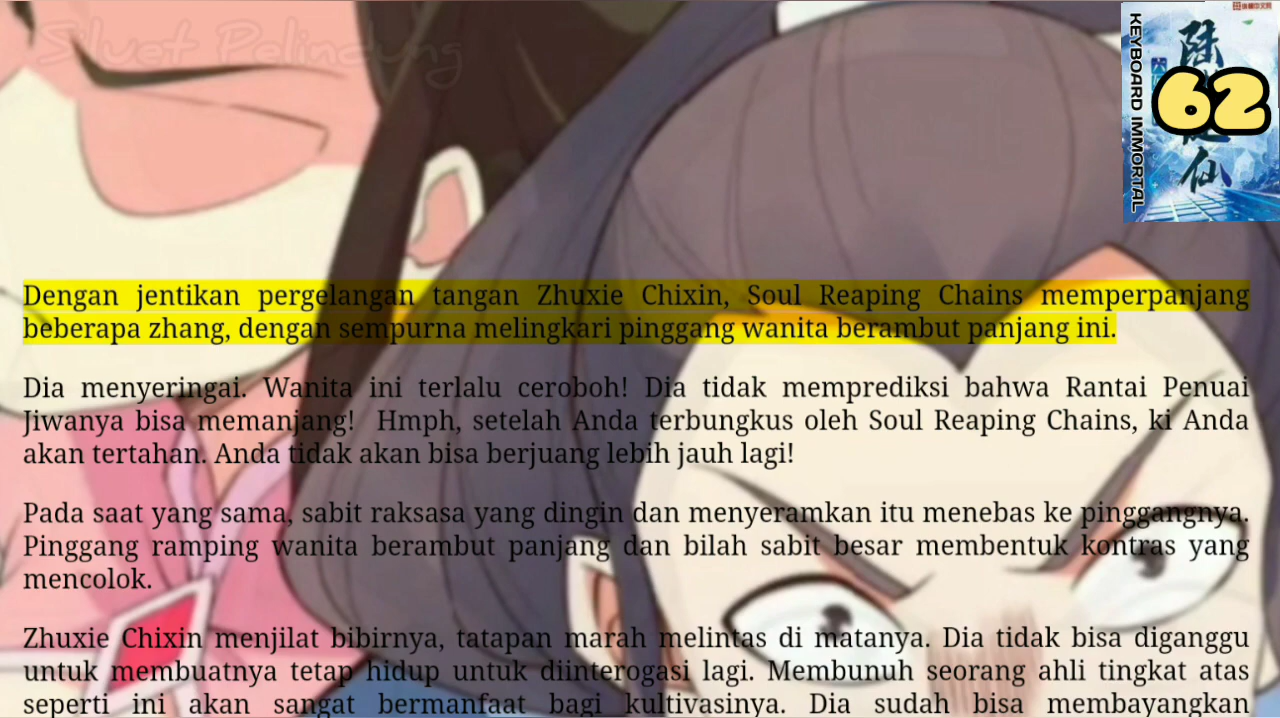 Siluet Pelindung
KEYBOARD IMMORTAL
62
Dengan jentikan pergelangan tangan Zhuxie Chixin, Soul Reaping Chains memperpanjang
beberapa zhang, dengan sempurna melingkari pinggang wanita berambut panjang ini.
Dia menyeringai. Wanita ini terlalu ceroboh! Dia tidak memprediksi bahwa Rantai Penuai
Jiwanya bisa memanjang! Hmph, setelah Anda terbungkus oleh Soul Reaping Chains, ki Anda
akan tertahan. Anda tidak akan bisa berjuang lebih jauh lagi!
Pada saat yang sama, sabit raksasa yang dingin dan menyeramkan itu menebas ke pinggangnya.
Pinggang ramping wanita berambut panjang dan bilah sabit besar membentuk kontras yang
mencolok.
Zhuxie Chixin menjilat bibirnya, tatapan marah melintas di matanya. Dia tidak bisa diganggu
untuk membuatnya tetap hidup untuk diinterogasi lagi. Membunuh seorang ahli tingkat atas
seperti ini akan sangat bermanfaat bagi kultivasinya. Dia sudah bisa membayangkan